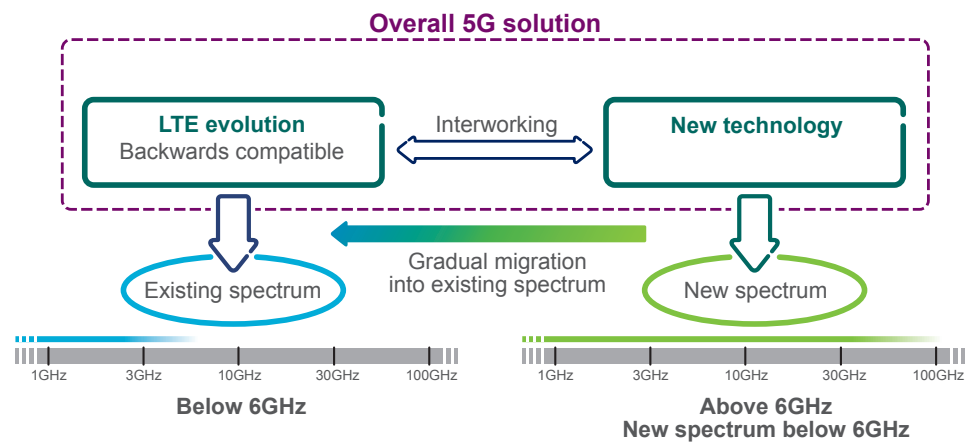 Overall 5G solution
LTE evolution
Backwards compatible
Interworking
New technology
Gradual migration
into existing spectrum
Existing spectrum
New spectrum
1GHz 3GHz 10GHz 30GHz 100GHz
1GHz 3GHz 10GHz 30GHz 100GHz
Below 6GHz
Above 6GHz
New spectrum below 6GHz